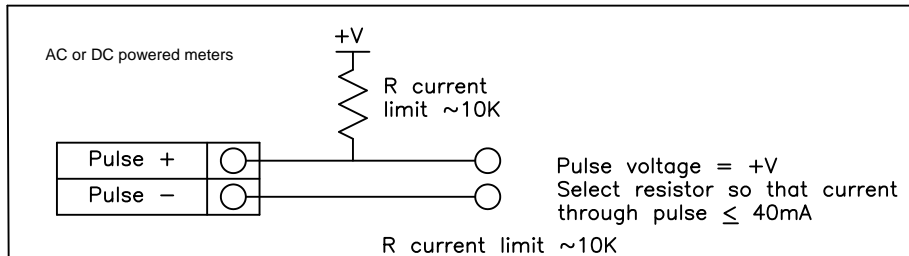 +V
AC or DC powered meters
R current
limit ~10K
Pulse +
Pulse −
Pulse voltage = +V
Select resistor so that current
through pulse ≤ 40mA
R current limit ~10K